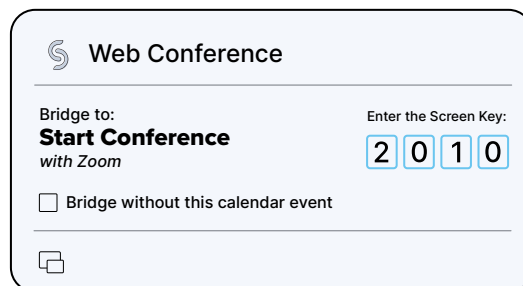 Web Conference
Bridge to:
Start Conference
with Zoom
Enter the Screen Key:
2 0 1 0
Bridge without this calendar event